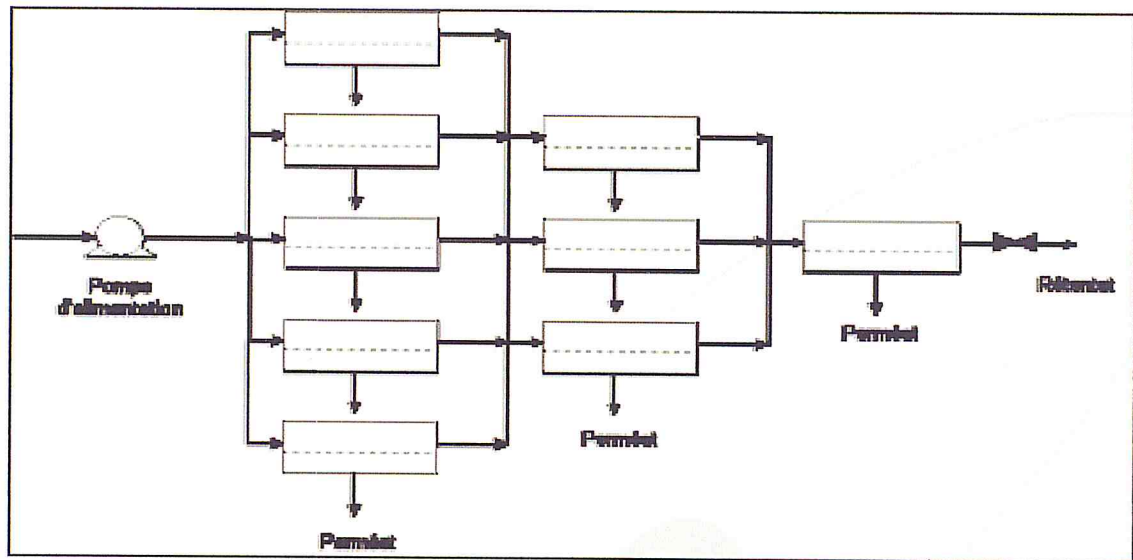 Pompe
d'alimentation
Rétentat
Perméat
Perméat
Perméat